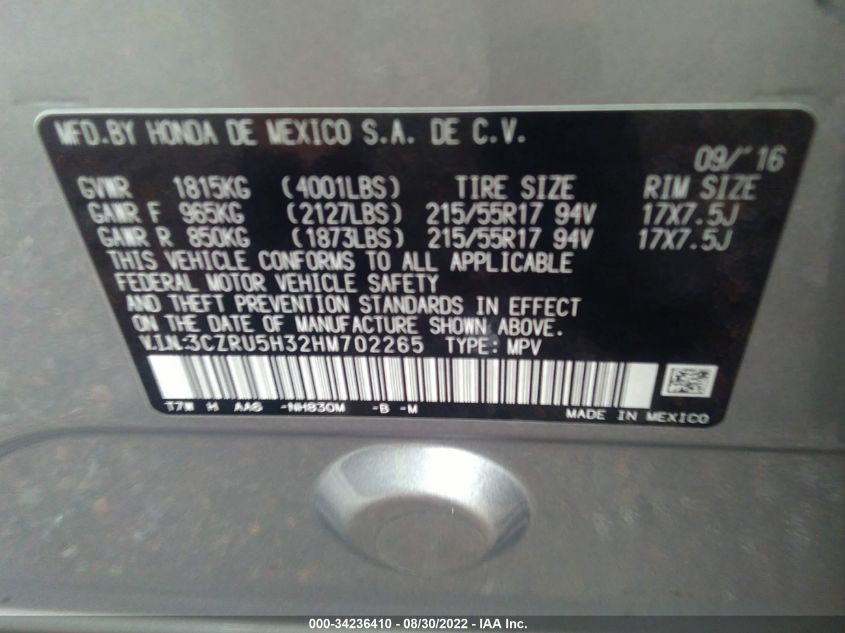 MFD.BY HONDA DE MEXICO S.A. DE C.V.
09/'16
GVWR 1815KG (4001LBS) TIRE SIZE RIM SIZE
GAWR F 965KG (2127LBS) 215/55R17 94V 17X7.5J
GAWR R 850KG (1873LBS) 215/55R17 94V 17X7.5J
THIS VEHICLE CONFORMS TO ALL APPLICABLE
FEDERAL MOTOR VEHICLE SAFETY
AND THEFT PREVENTION STANDARDS IN EFFECT
ON THE DATE OF MANUFACTURE SHOWN ABOVE.
V.I.N.:3CZRU5H32HM702265 TYPE: MPV
T7W H AA6 -NH830M -B -M MADE IN MEXICO
000-34236410 - 08/30/2022 - IAA Inc.